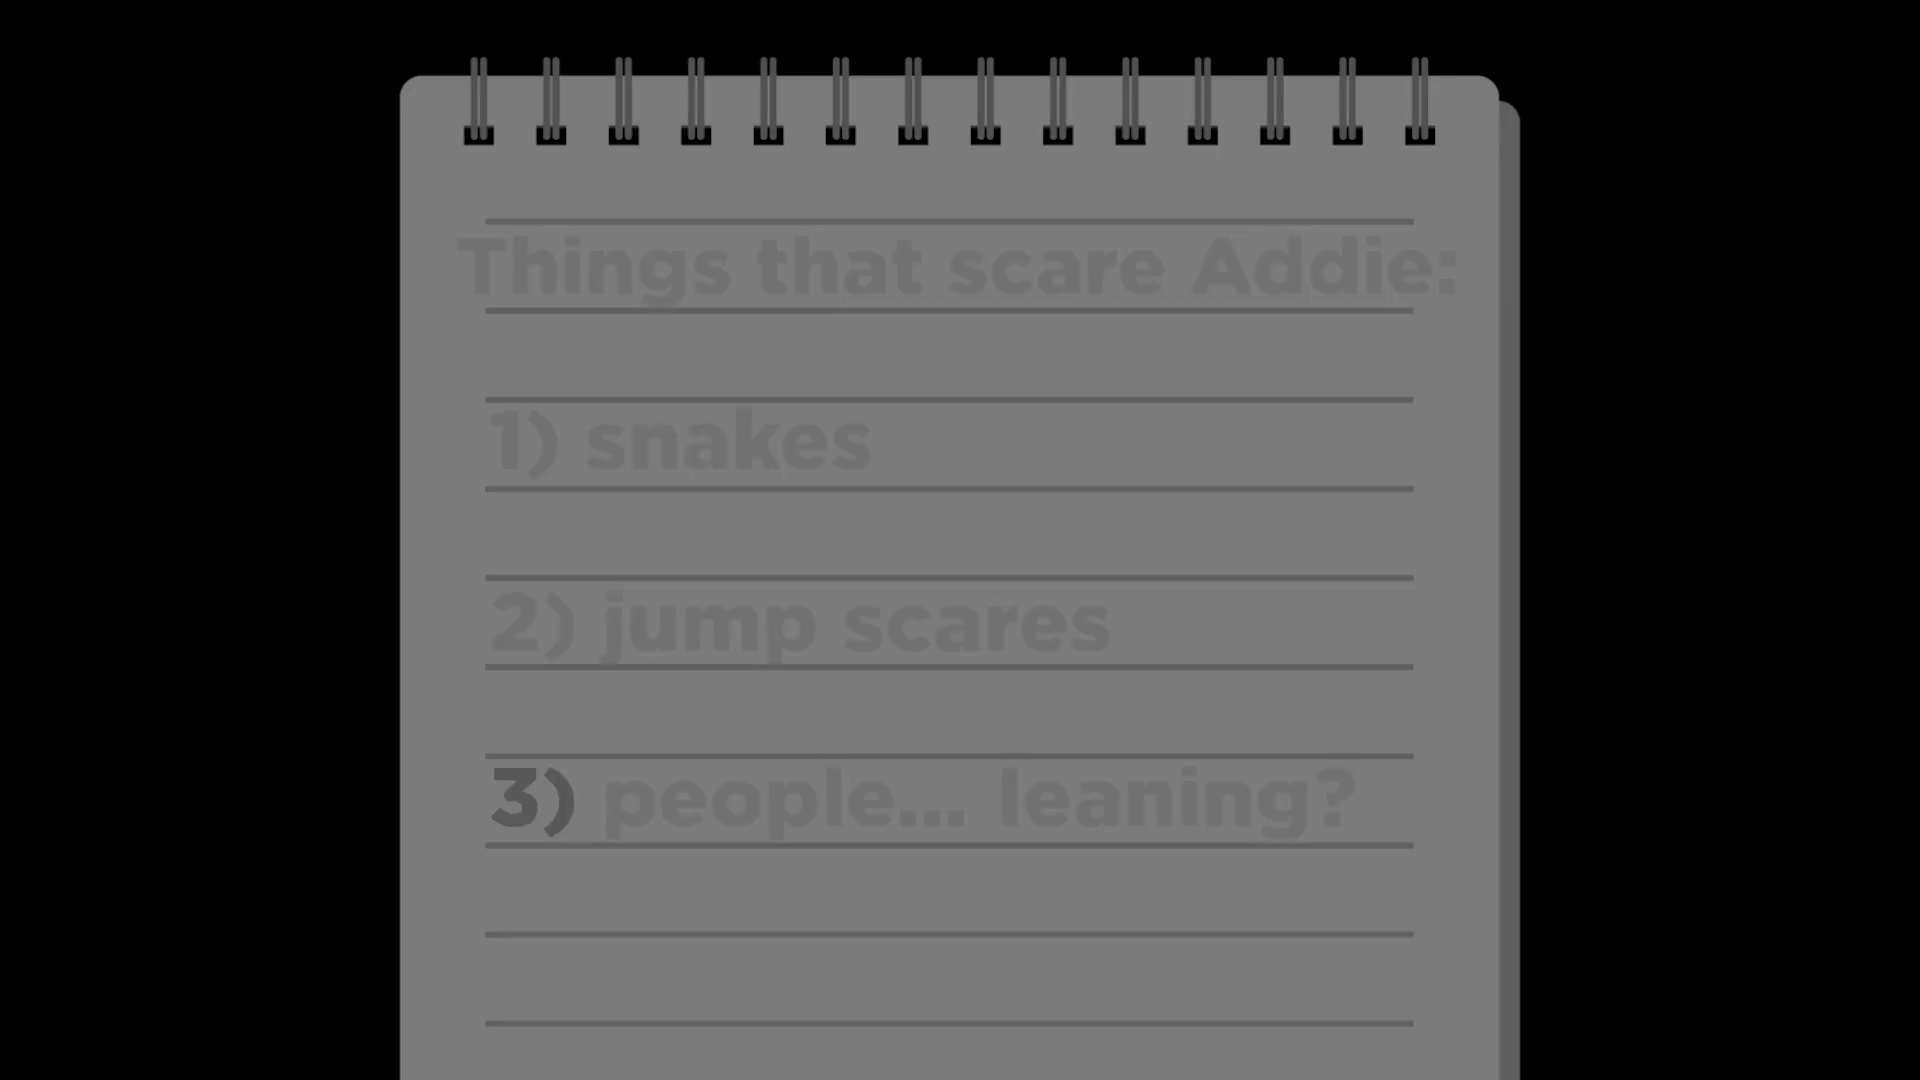 Things that scare Addie:
1) snakes
2) jump scares
3) people... leaning?